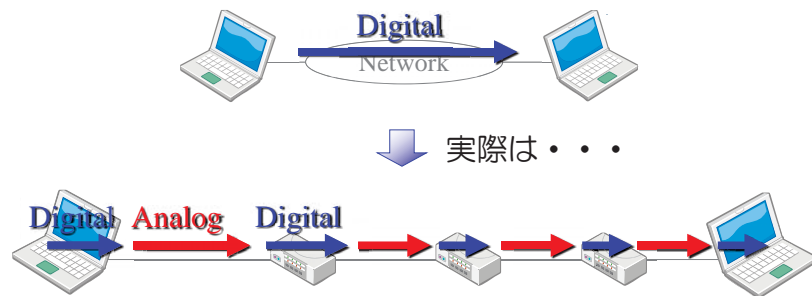 Digital
Network
実際は・・・
Digital Analog Digital